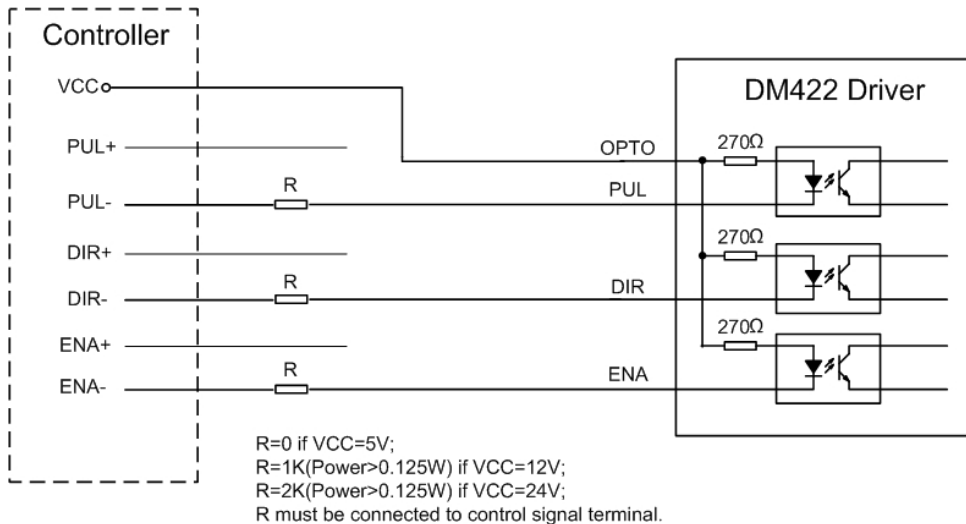 Controller
VCC
PUL+
PUL-
DIR+
DIR-
ENA+
ENA-
R
R
R
OPTO
PUL
DIR
ENA
DM422 Driver
270Ω
270Ω
270Ω
R=0 if VCC=5V;
R=1K(Power>0.125W) if VCC=12V;
R=2K(Power>0.125W) if VCC=24V;
R must be connected to control signal terminal.